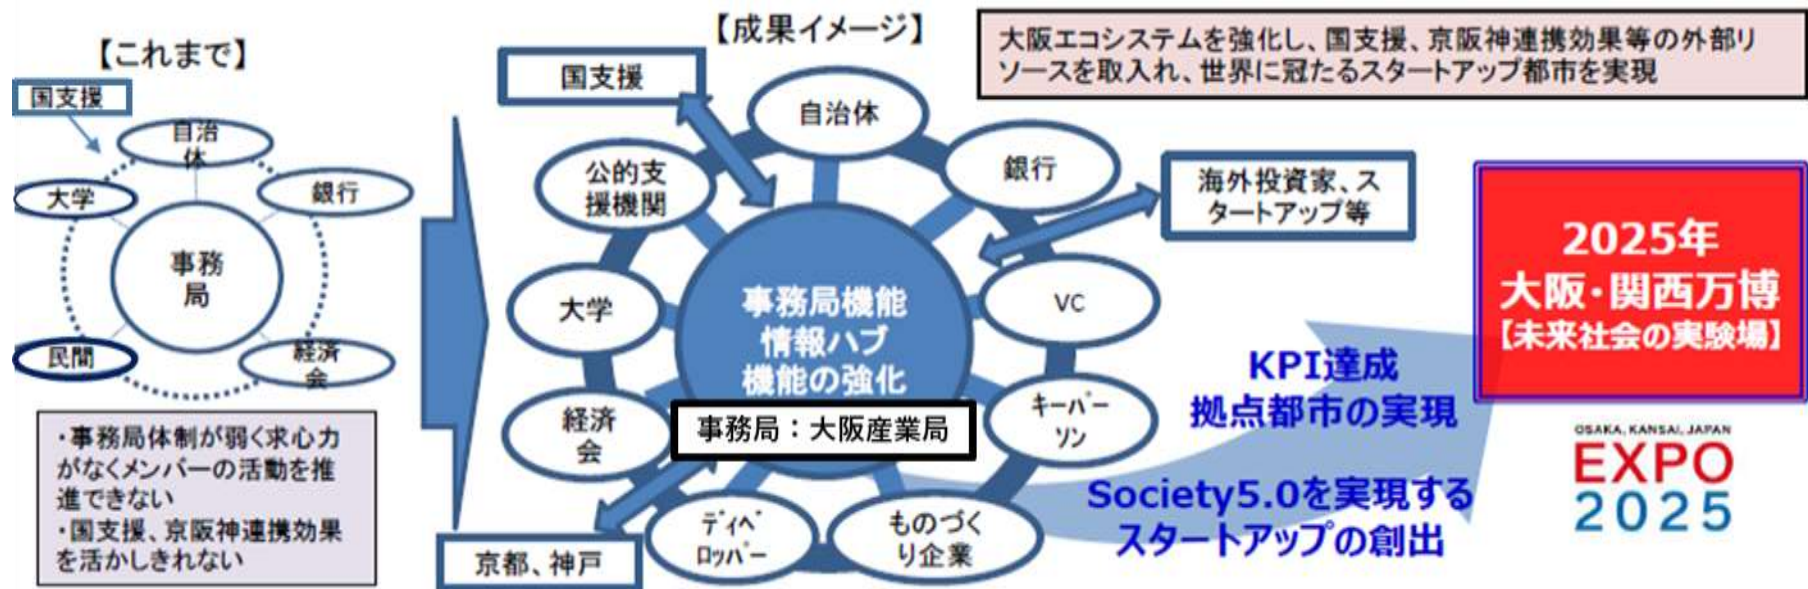 【これまで】
国支援
自治
体
大学
銀行
事務
局
民間
経済
会
・事務局体制が弱く求心力
がなくメンバーの活動を推
進できない
・国支援、京阪神連携効果
を活かしきれない
【成果イメージ】
国支援
自治体
公的支
援機関
銀行
海外投資家、ス
タートアップ等
大学
VC
事務局機能
情報ハブ
機能の強化
事務局：大阪産業局
経済
会
キーパー
ソン
ディベ
ロッパー
ものづく
り企業
京都、神戸
大阪エコシステムを強化し、国支援、京阪神連携効果等の外部リ
ソースを取入れ、世界に冠たるスタートアップ都市を実現
KPI達成
拠点都市の実現
Society5.0を実現する
スタートアップの創出
2025年
大阪・関西万博
【未来社会の実験場】
OSAKA, KANSAI, JAPAN
EXPO
2025